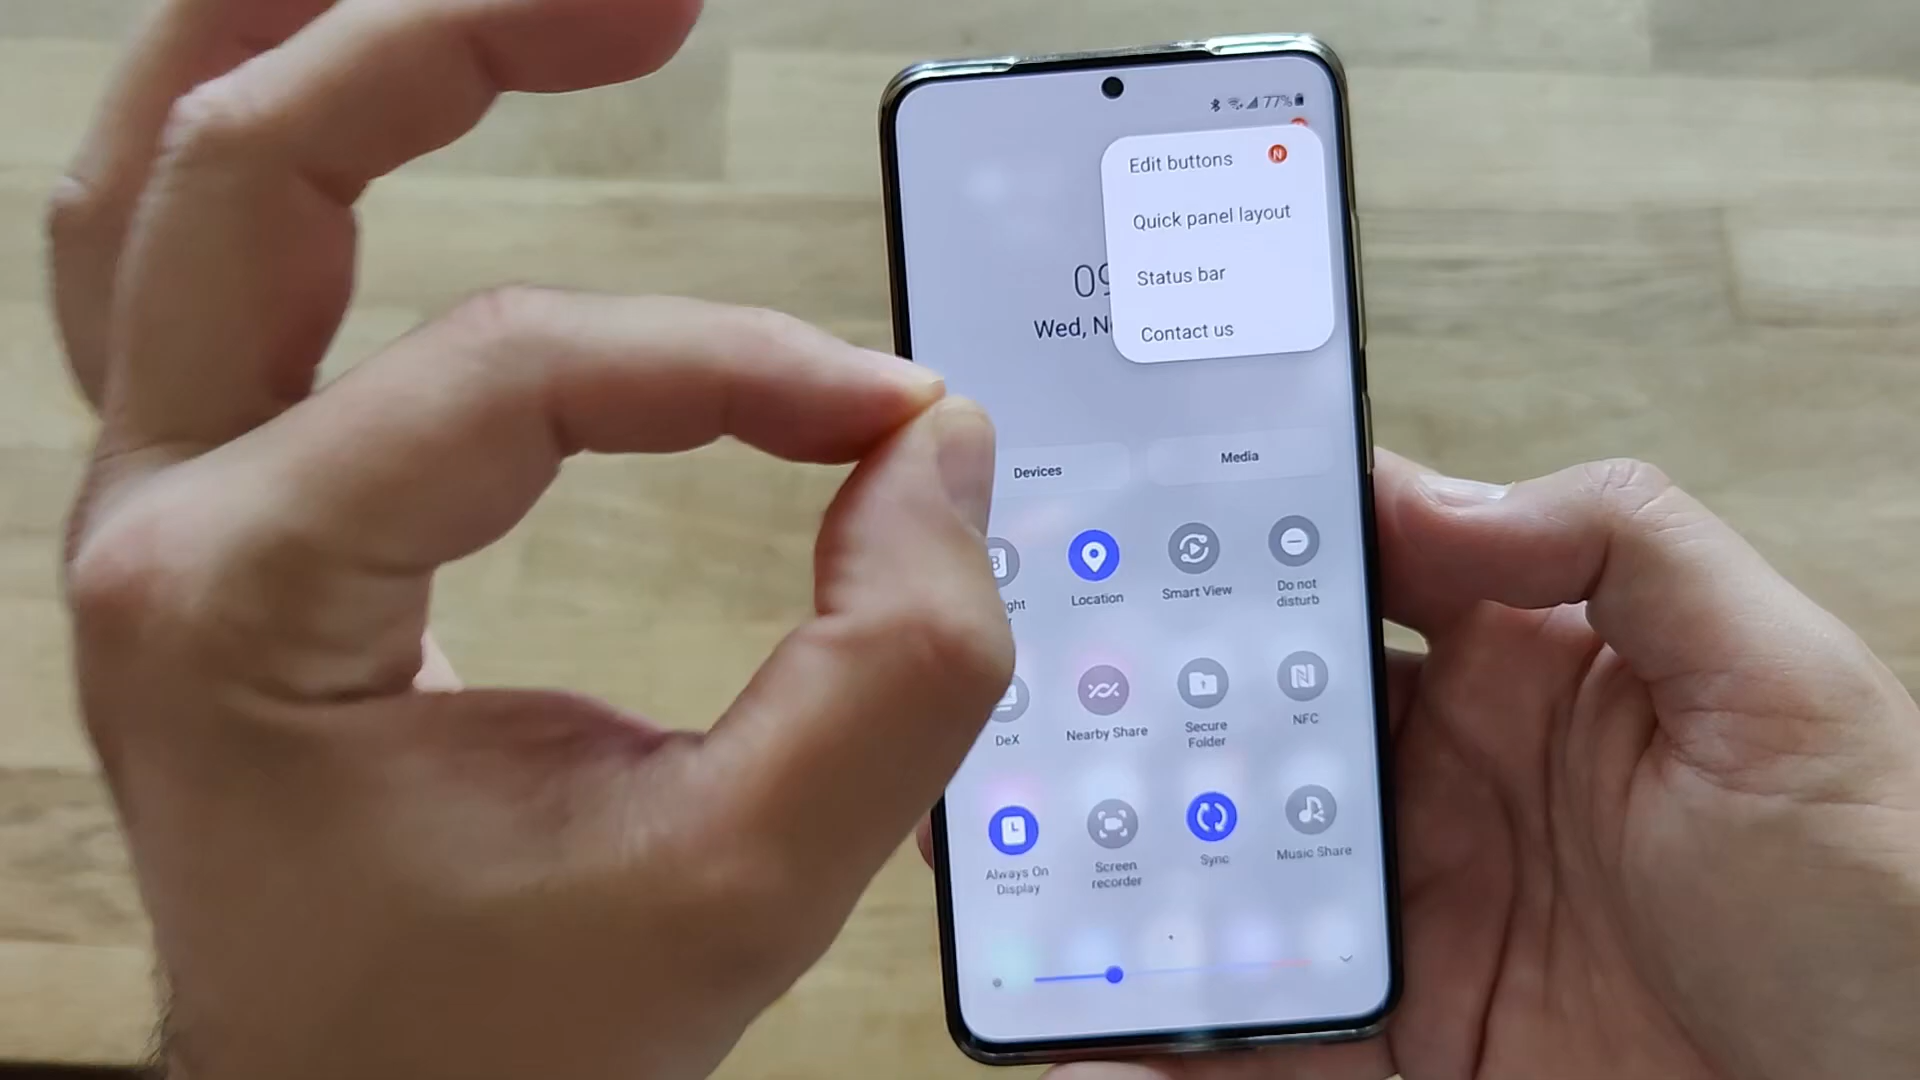 77%
Edit buttons N
Quick panel layout
Status bar
Contact us
09
Wed, N
Devices
Media
Location
Smart View
Do not
disturb
ght
DeX
Nearby Share
Secure
Folder
NFC
Always On
Display
Screen
recorder
Sync
Music Share